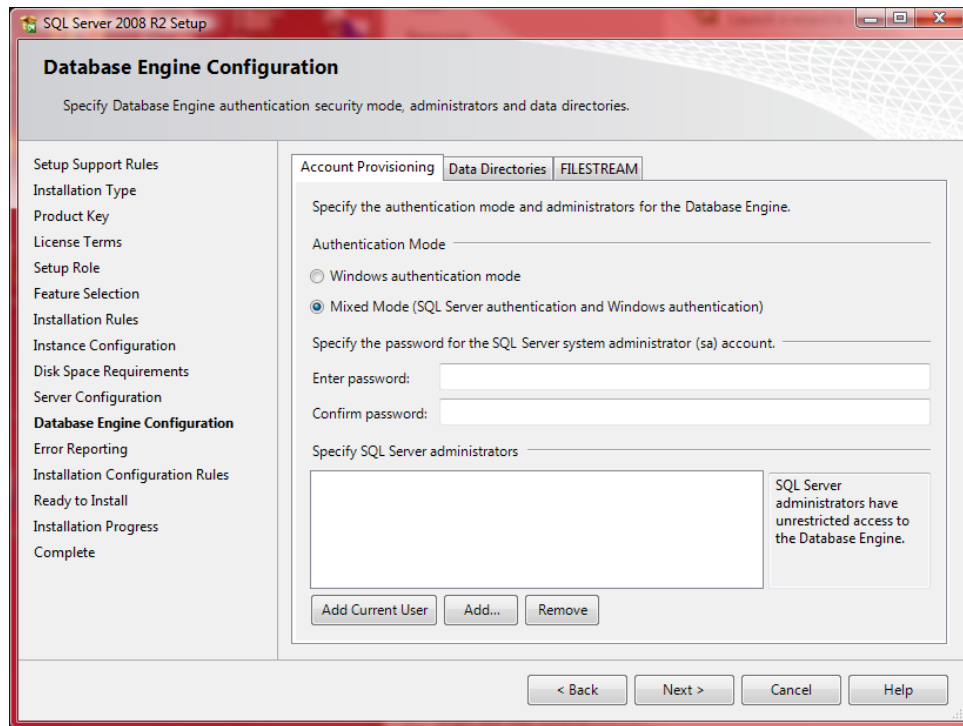 SQL Server 2008 R2 Setup
Database Engine Configuration
Specify Database Engine authentication security mode, administrators and data directories.
Setup Support Rules
Installation Type
Product Key
License Terms
Setup Role
Feature Selection
Installation Rules
Instance Configuration
Disk Space Requirements
Server Configuration
Database Engine Configuration
Error Reporting
Installation Configuration Rules
Ready to Install
Installation Progress
Complete
Account Provisioning Data Directories FILESTREAM
Specify the authentication mode and administrators for the Database Engine.
Authentication Mode
Windows authentication mode
Mixed Mode (SQL Server authentication and Windows authentication)
Specify the password for the SQL Server system administrator (sa) account.
Enter password:
Confirm password:
Specify SQL Server administrators
SQL Server
administrators have
unrestricted access to
the Database Engine.
Add Current User Add... Remove
< Back Next > Cancel Help